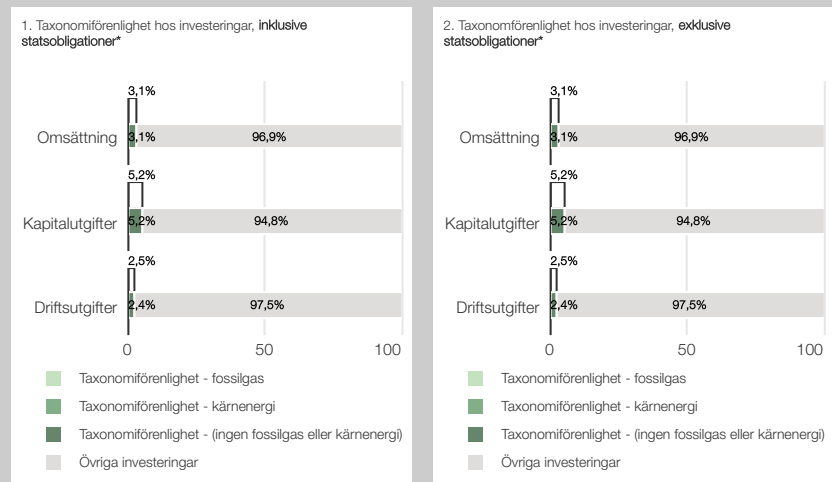 1. Taxonomiförenlighet hos investeringar, inklusive
statsobligationer*
3,1%
Omsättning 3,1% 96,9%
5,2%
Kapitalutgifter 5,2% 94,8%
2,5%
Driftsutgifter 2,4% 97,5%
0 50 100
Taxonomiförenlighet - fossilgas
Taxonomiförenlighet - kärnenergi
Taxonomiförenlighet - (ingen fossilgas eller kärnenergi)
Övriga investeringar
2. Taxonomförenlighet hos investeringar, exklusive
statsobligationer*
3,1%
Omsättning 3,1% 96,9%
5,2%
Kapitalutgifter 5,2% 94,8%
2,5%
Driftsutgifter 2,4% 97,5%
0 50 100
Taxonomiförenlighet - fossilgas
Taxonomiförenlighet - kärnenergi
Taxonomiförenlighet - (ingen fossilgas eller kärnenergi)
Övriga investeringar